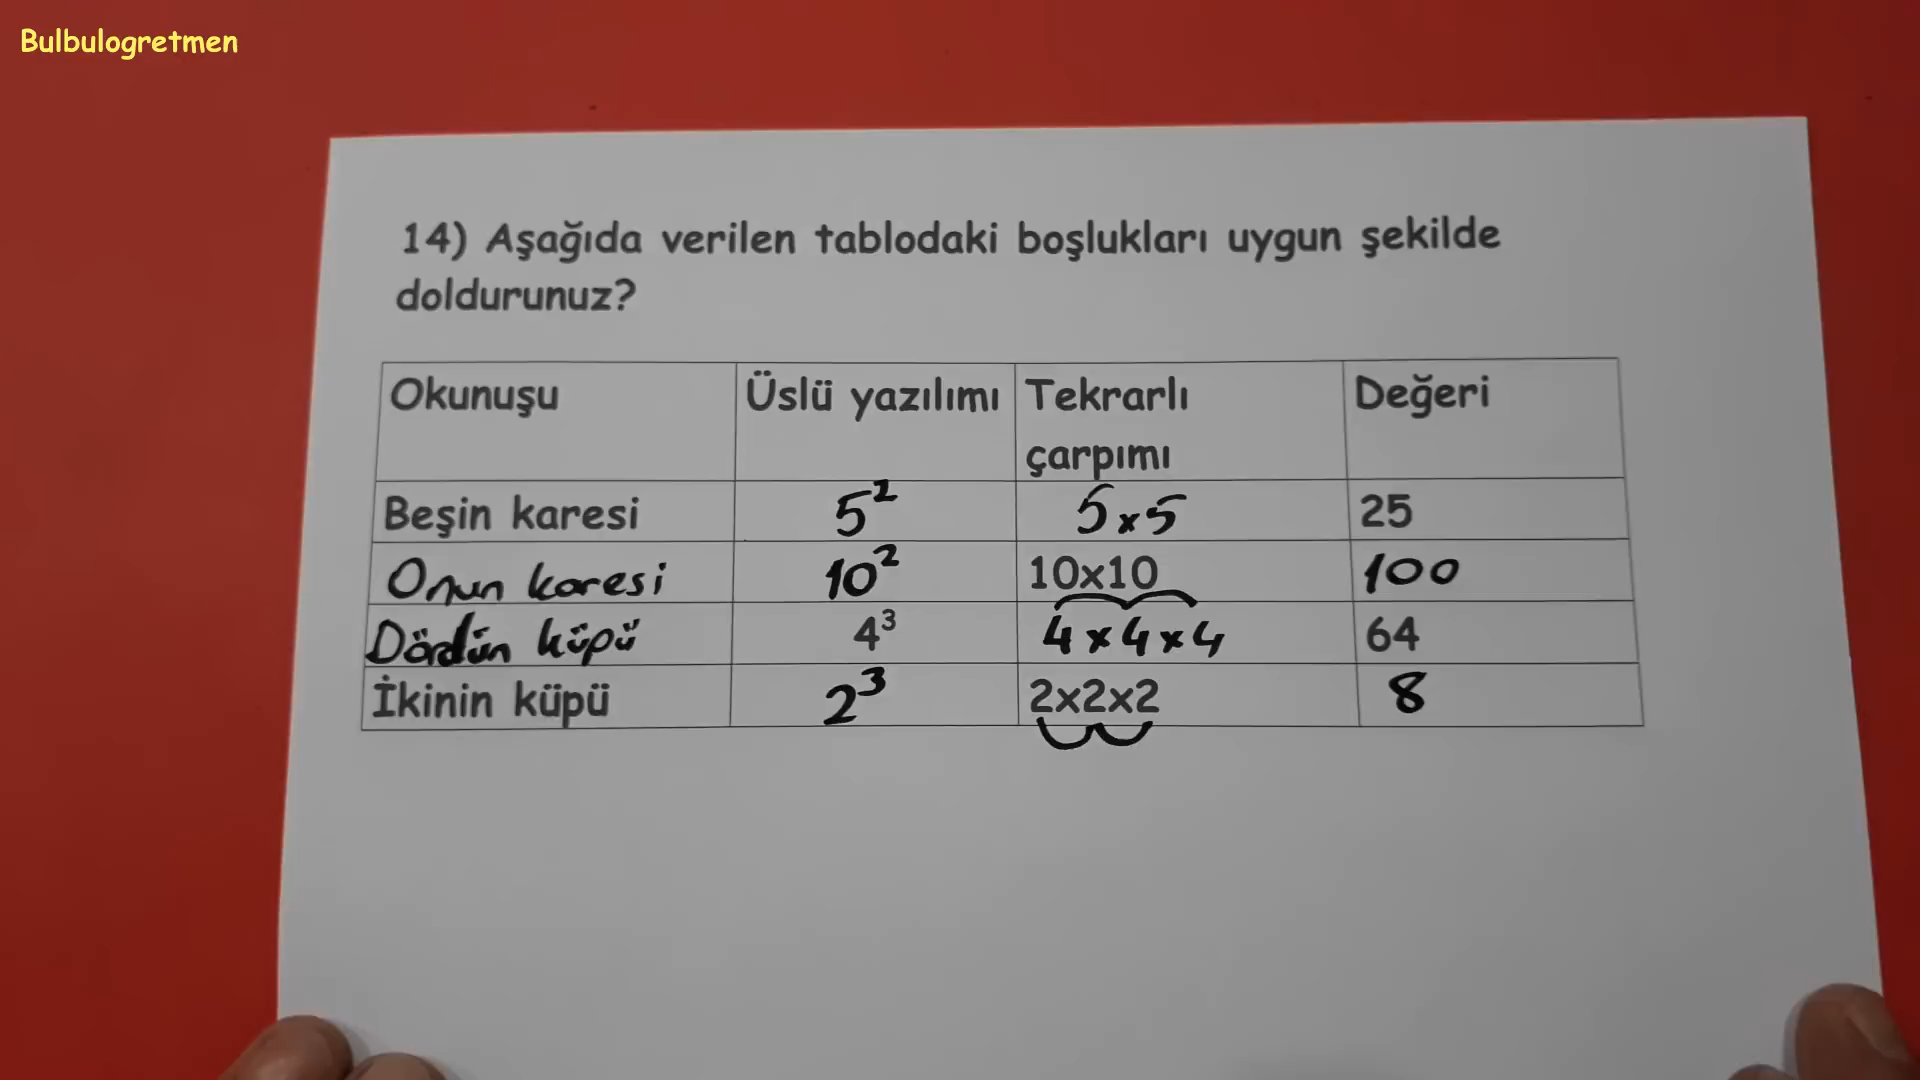 Bulbulogretmen
14) Aşağıda verilen tablodaki boşlukları uygun şekilde
doldurunuz?
Okunuşu Üslü yazılımı Tekrarlı çarpımı Değeri
Beşin karesi 5² 5x5 25
Onun karesi 10² 10x10 100
Dördün küpü 4³ 4x4x4 64
İkinin küpü 2³ 2x2x2 8